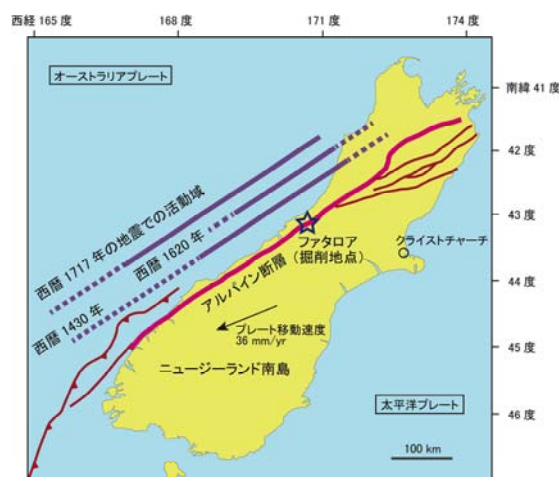 西経 165 度
168 度
171 度
174 度
オーストラリアプレート
南緯 41 度
42 度
43 度
44 度
45 度
46 度
西暦 1717 年の地震での活動域
西暦 1620 年
西暦 1430 年
アルパイン断層
ファタロア
(掘削地点)
クライストチャーチ
プレート移動速度
36 mm/yr
ニュージーランド南島
太平洋プレート
100 km